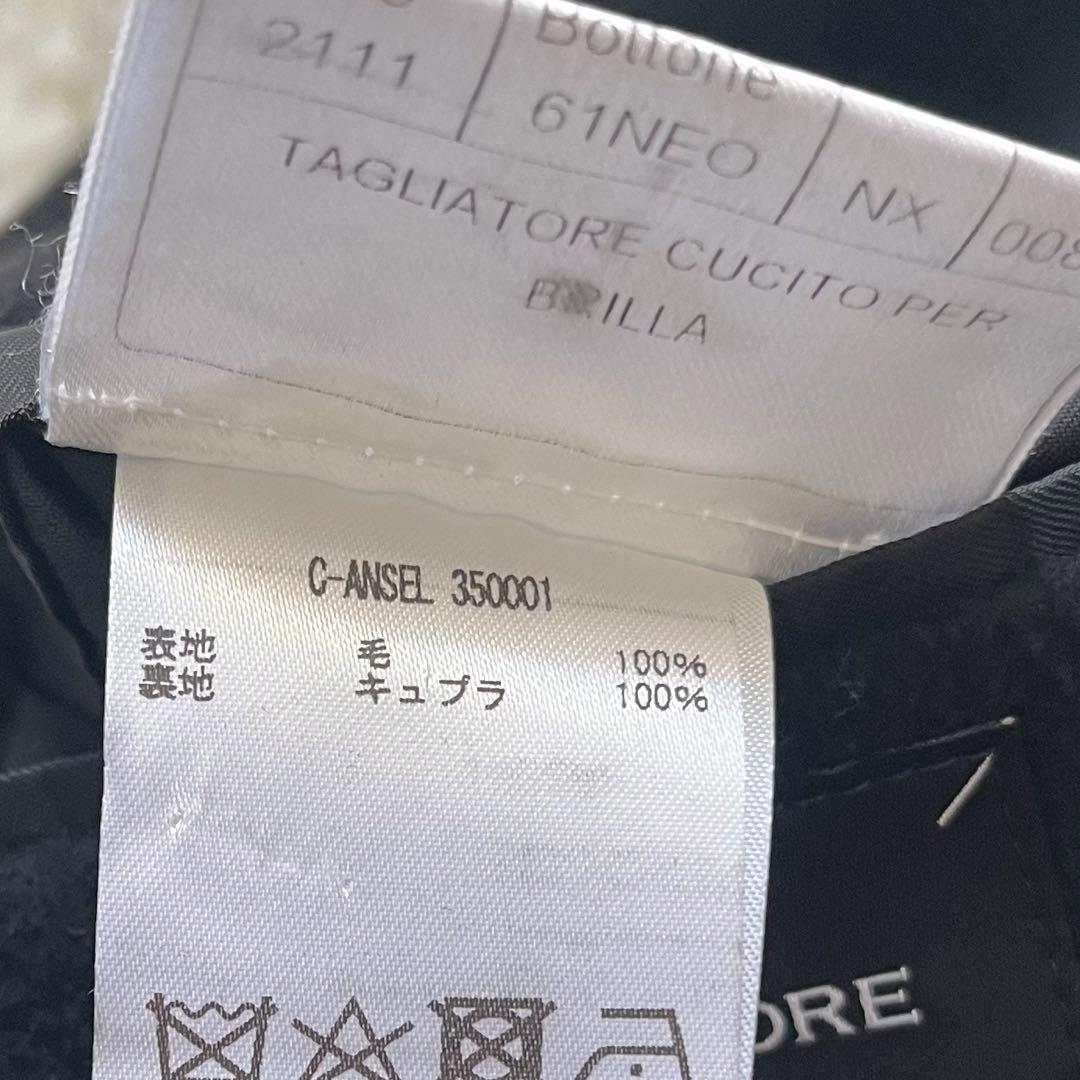 2111 61NEO NX 008
Bottone
TAGLIATORE CUCITO PER
BRILLA
C-ANSEL 350001
表地 毛 100%
裏地 キュプラ 100%
ORE